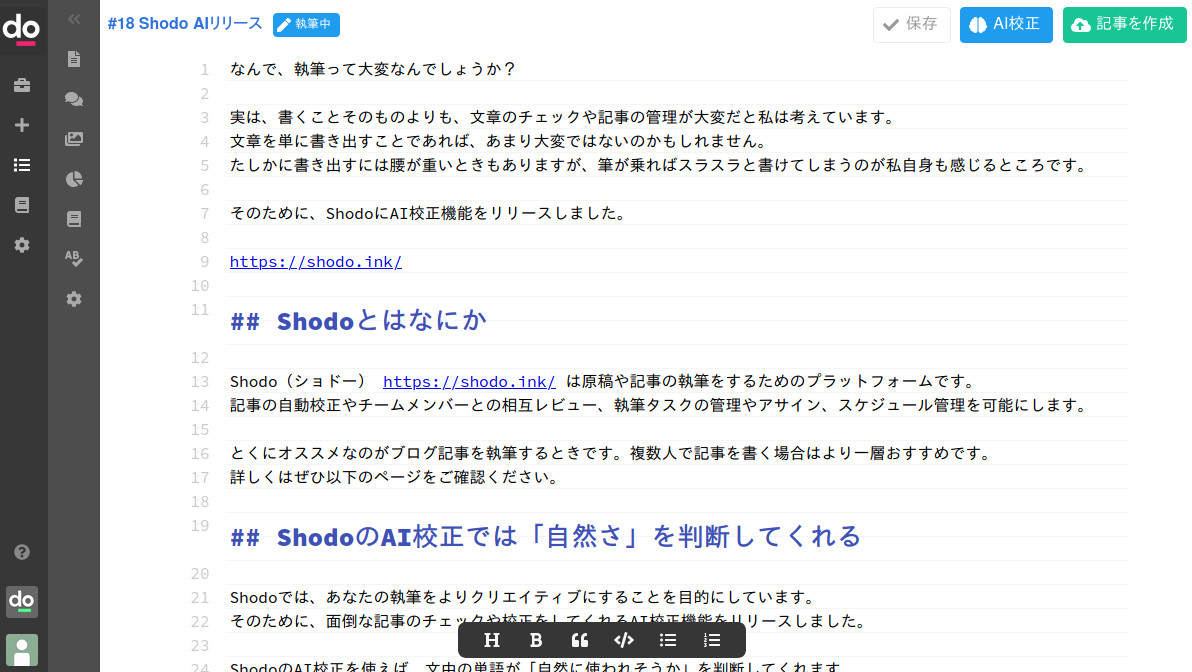 do
#18 Shodo AIリリース
執筆中
保存
AI校正
記事を作成
1 なんで、執筆って大変なんでしょうか？
2
3 実は、書くことそのものよりも、文章のチェックや記事の管理が大変だと私は考えています。
4 文章を単に書き出すことであれば、あまり大変ではないのかもしれません。
5 たしかに書き出すには腰が重いときもありますが、筆が乗ればスラスラと書けてしまうのが私自身も感じるところです。
6
7 そのために、ShodoにAI校正機能をリリースしました。
8
9 https://shodo.ink/
10
11 ## Shodoとはなにか
12
13 Shodo（ショドー） https://shodo.ink/ は原稿や記事の執筆をするためのプラットフォームです。
14 記事の自動校正やチームメンバーとの相互レビュー、執筆タスクの管理やアサイン、スケジュール管理を可能にします。
15
16 とくにオススメなのがブログ記事を執筆するときです。複数人で記事を書く場合はより一層おすすめです。
17 詳しくはぜひ以下のページをご確認ください。
18
19 ## ShodoのAI校正では「自然さ」を判断してくれる
20
21 Shodoでは、あなたの執筆をよりクリエイティブにすることを目的にしています。
22 そのために、面倒な記事のチェックや校正をしてくれるAI校正機能をリリースしました。
23
24 ShodoのAI校正を使えば、文中の単語が「自然に使われそうか」を判断してくれます
AB
do
H B